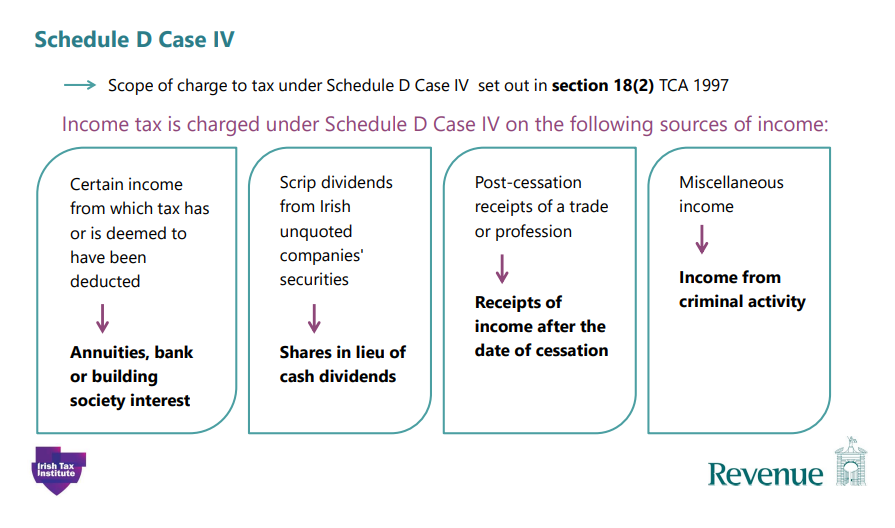 Schedule D Case IV
Scope of charge to tax under Schedule D Case IV set out in section 18(2) TCA 1997
Income tax is charged under Schedule D Case IV on the following sources of income:
Certain income
from which tax has
or is deemed to
have been
deducted
Annuities, bank
or building
society interest
Scrip dividends
from Irish
unquoted
companies'
securities
Shares in lieu of
cash dividends
Post-cessation
receipts of a trade
or profession
Receipts of
income after the
date of cessation
Miscellaneous
income
Income from
criminal activity
Irish Tax
Institute
Revenue